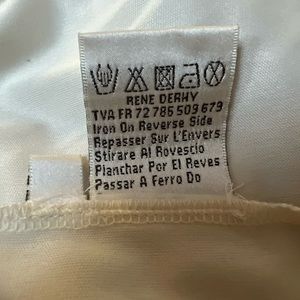 RENE DERHY
TVA FR 72 785 509 679
Iron On Reverse Side
Repasser Sur L'Envers
Stirare Al Rovescio
Planchar Por El Reves
Passar A Ferro Do